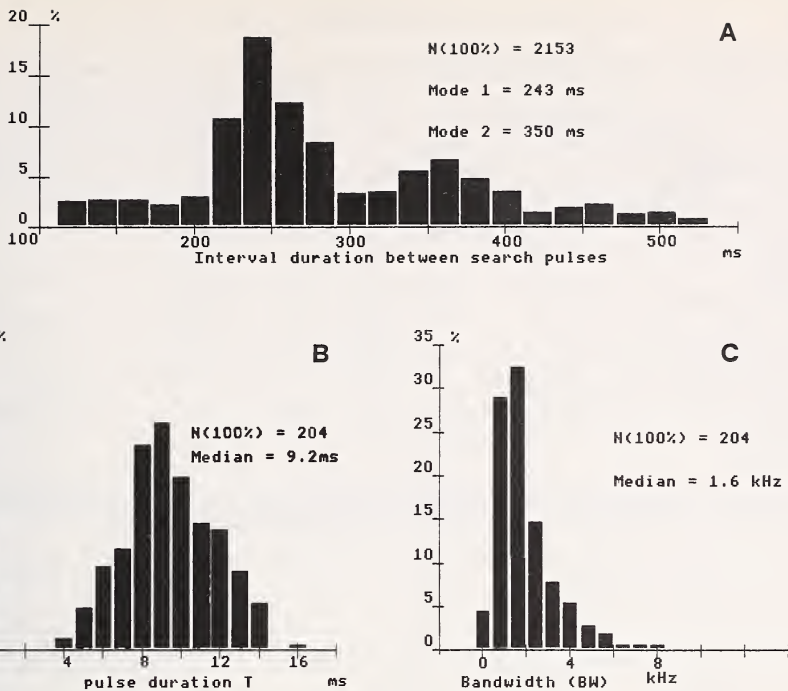 20 %
A
15
10
5
0
N(100%) = 2153
Mode 1 = 243 ms
Mode 2 = 350 ms
100 200 300 400 500 ms
Interval duration between search pulses
%
B
N(100%) = 204
Median = 9.2ms
4 8 12 16
pulse duration T ms
35 %
C
30
25
20
15
10
5
0
N(100%) = 204
Median = 1.6 kHz
0 4 8
Bandwidth (BW) kHz